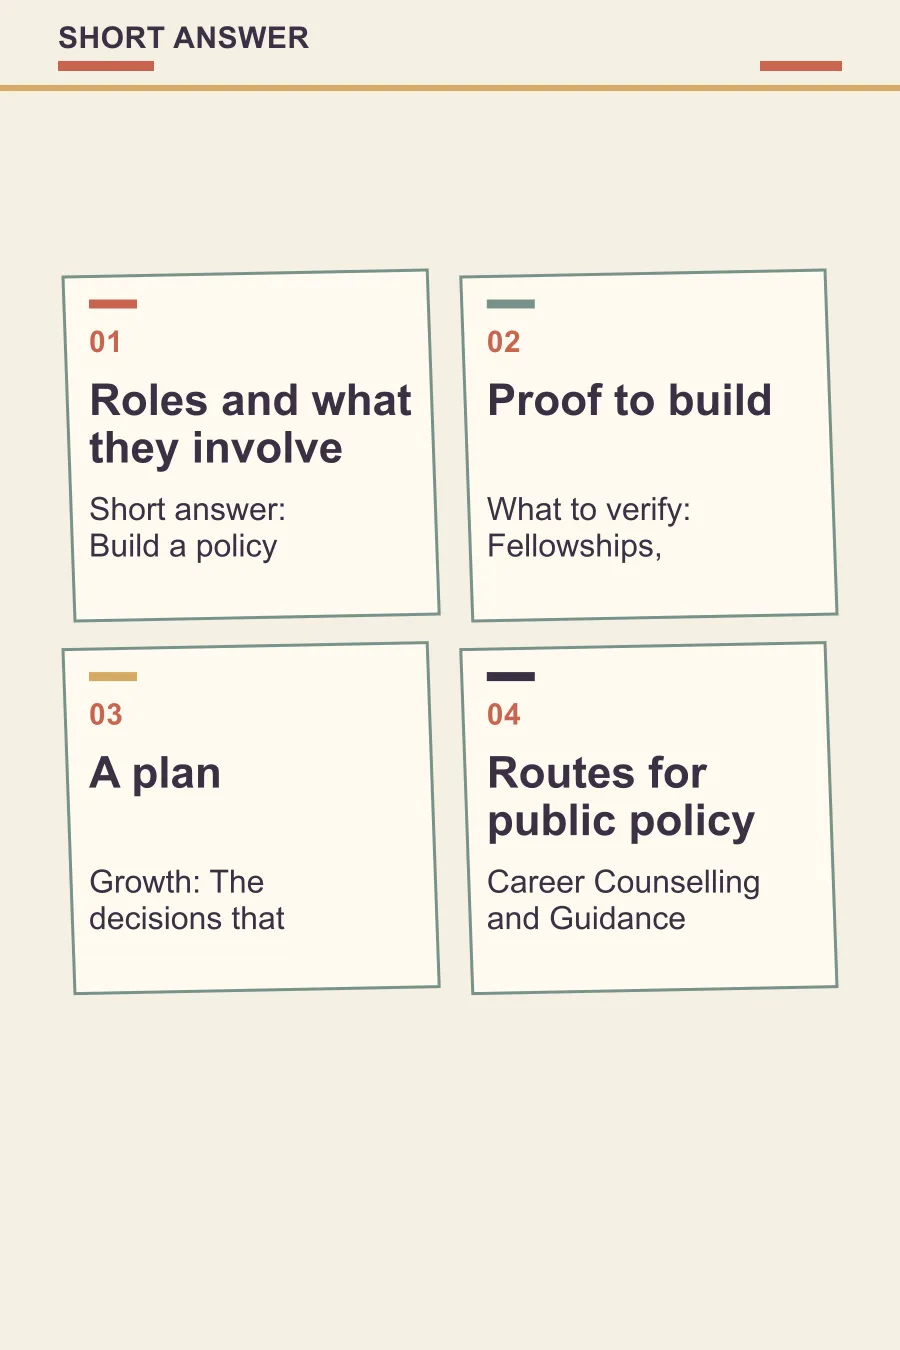 SHORT ANSWER
01
Roles and what
they involve
Short answer:
Build a policy
02
Proof to build
What to verify:
Fellowships,
03
A plan
Growth: The
decisions that
04
Routes for
public policy
Career Counselling
and Guidance